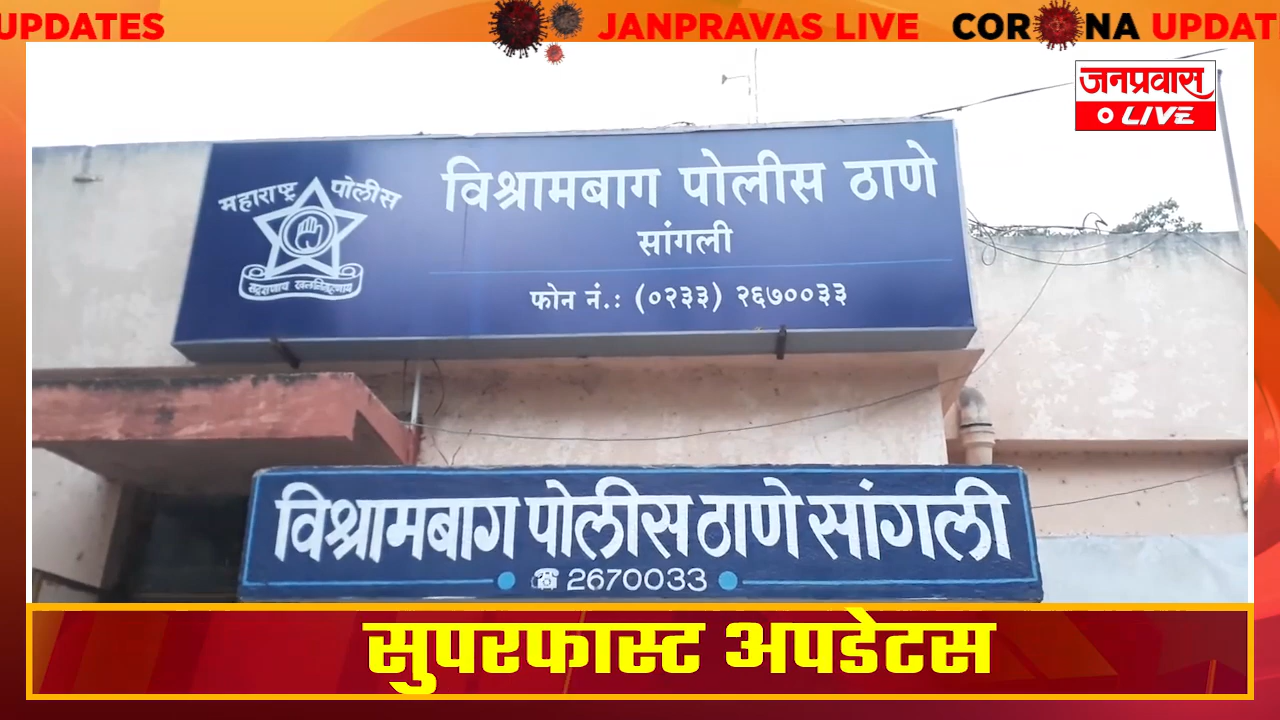 UPDATES JANPRAVAS LIVE CORONA UPDAT
जनप्रवास
LIVE
महाराष्ट्र पोलीस
विश्रामबाग पोलीस ठाणे
सांगली
फोन नं.: (०२३३) २६७००३३
विश्रामबाग पोलीस ठाणे सांगली
2670033
सुपरफास्ट अपडेटस